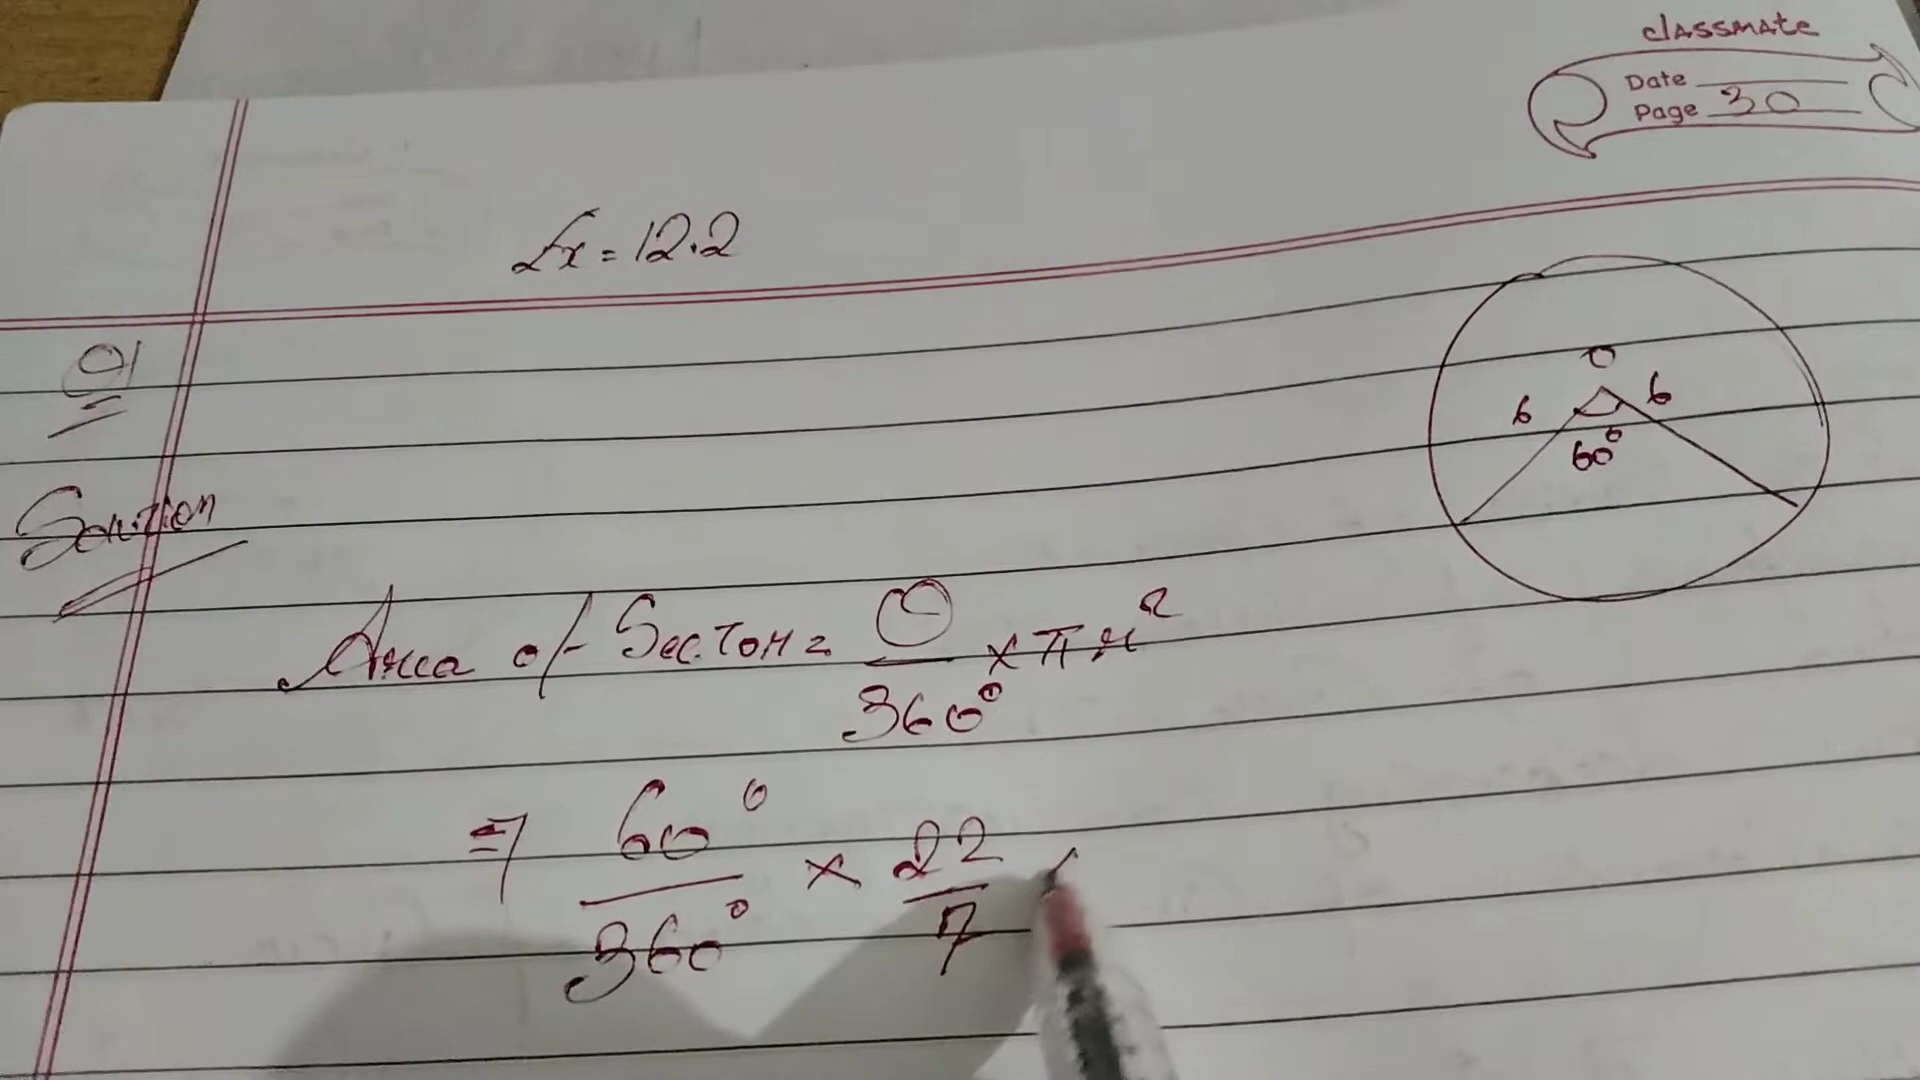 classmate
Date
Page 30
Ex = 12.2
Q1
O
6 6
60°
Solution
Area of Sector = θ/360° × πr²
⇒ 60°/360° × 22/7